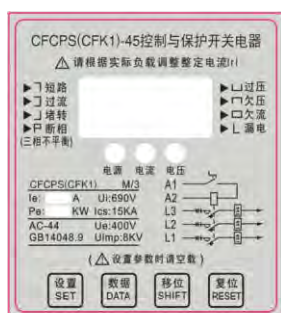 CFCPS(CFK1)-45控制与保护开关电器
请根据实际负载调整整定电流Iri
短路
过流
堵转
断相
(三相不平衡)
过压
欠压
欠流
漏电
电源 电流 电压
CFCPS(CFK1) M/3
Ie: A Ui:690V
Pe: KW Ics:15KA
AC-44 Ue:400V
GB14048.9 UImp:8KV
A1
A2
L3
L2
L1
(设置参数时请空载)
设置 SET
数据 DATA
移位 SHIFT
复位 RESET